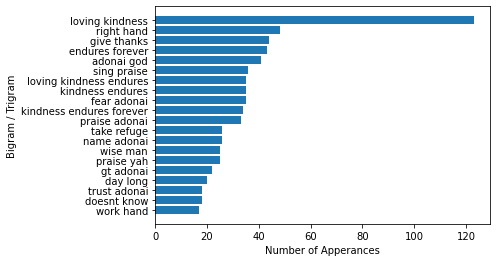 loving kindness
right hand
give thanks
endures forever
adonai god
sing praise
loving kindness endures
kindness endures
fear adonai
kindness endures forever
praise adonai
take refuge
name adonai
wise man
praise yah
gt adonai
day long
trust adonai
doesnt know
work hand
Bigram / Trigram
0 20 40 60 80 100 120
Number of Apperances